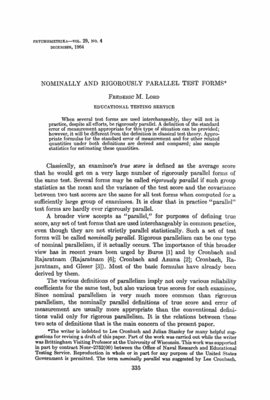 PSYCHOMETRIKA—VOL. 29, NO. 4
DECEMBER, 1964
NOMINALLY AND RIGOROUSLY PARALLEL TEST FORMS*
FREDERIC M. LORD
EDUCATIONAL TESTING SERVICE
When several test forms are used interchangeably, they will not in
practice, despite all efforts, be rigorously parallel. A definition of the standard
error of measurement appropriate for this type of situation can be provided;
however, it will be different from the definition in classical test theory. Appro-
priate formulas for the standard error of measurement and for other related
quantities under both definitions are derived and compared; also sample
statistics for estimating these quantities.
Classically, an examinee's true score is defined as the average score
that he would get on a very large number of rigorously parallel forms of
the same test. Several forms may be called rigorously parallel if such group
statistics as the mean and the variance of the test score and the covariance
between two test scores are the same for all test forms when computed for a
sufficiently large group of examinees. It is clear that in practice "parallel"
test forms are hardly ever rigorously parallel.
A broader view accepts as "parallel," for purposes of defining true
score, any set of test forms that are used interchangeably in common practice,
even though they are not strictly parallel statistically. Such a set of test
forms will be called nominally parallel. Rigorous parallelism can be one type
of nominal parallelism, if it actually occurs. The importance of this broader
view has in recent years been urged by Burns [1] and by Cronbach and
Rajaratnam (Rajaratnam [6]; Cronbach and Azuma [2]; Cronbach, Ra-
jaratnam, and Gleser [3]). Most of the basic formulas have already been
derived by them.
The various definitions of parallelism imply not only various reliability
coefficients for the same test, but also various true scores for each examinee.
Since nominal parallelism is very much more common than rigorous
parallelism, the nominally parallel definitions of true score and error of
measurement are usually more appropriate than the conventional defini-
tions valid only for rigorous parallelism. It is the relations between these
two sets of definitions that is the main concern of the present paper.
*The writer is indebted to Lee Cronbach and Julian Stanley for many helpful sug-
gestions for revising a draft of this paper. Part of the work was carried out while the writer
was Brittingham Visiting Professor at the University of Wisconsin. This work was supported
in part by contract Nonr-2752(00) between the Office of Naval Research and Educational
Testing Service. Reproduction in whole or in part for any purpose of the United States
Government is permitted. The term nominally parallel was suggested by Lee Cronbach.
335